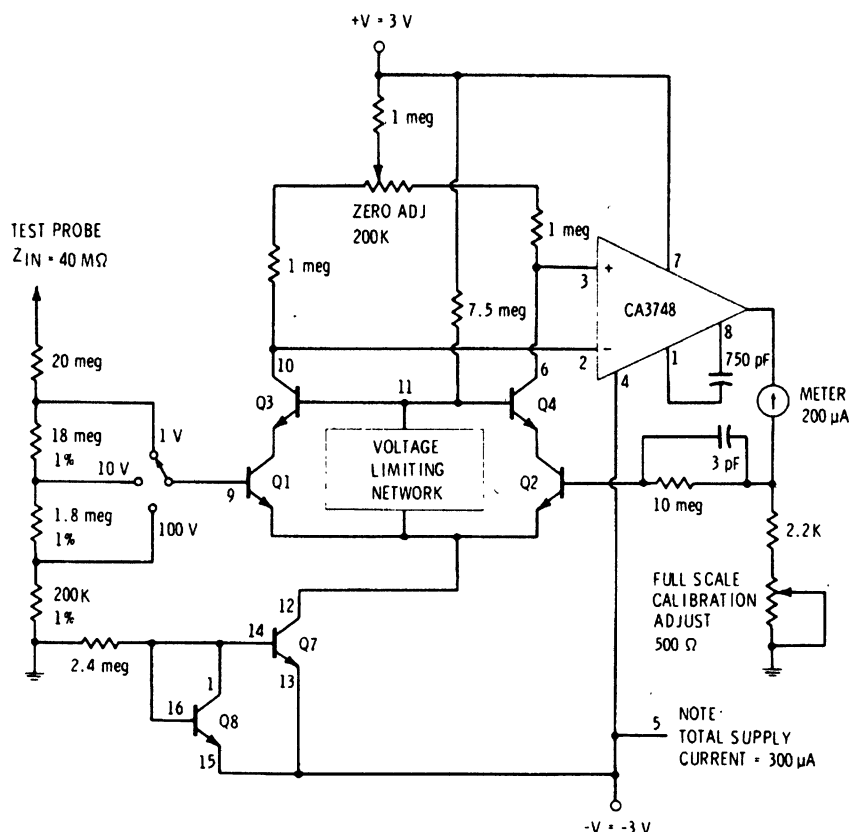 +V = 3 V
1 meg
ZERO ADJ
200K
TEST PROBE
ZIN = 40 MΩ
1 meg
1 meg
7
3
+
CA3748
7.5 meg
8
20 meg
10
2
−
1
750 pF
6
4
METER
200 μA
11
Q3
Q4
18 meg
1%
1 V
10 V
VOLTAGE
LIMITING
NETWORK
3 pF
9
Q1
Q2
10 meg
1.8 meg
1%
100 V
2.2K
200K
1%
12
FULL SCALE
CALIBRATION
ADJUST
500 Ω
14
Q7
2.4 meg
1
13
16
Q8
15
5
NOTE:
TOTAL SUPPLY
CURRENT = 300 μA
-V = -3 V